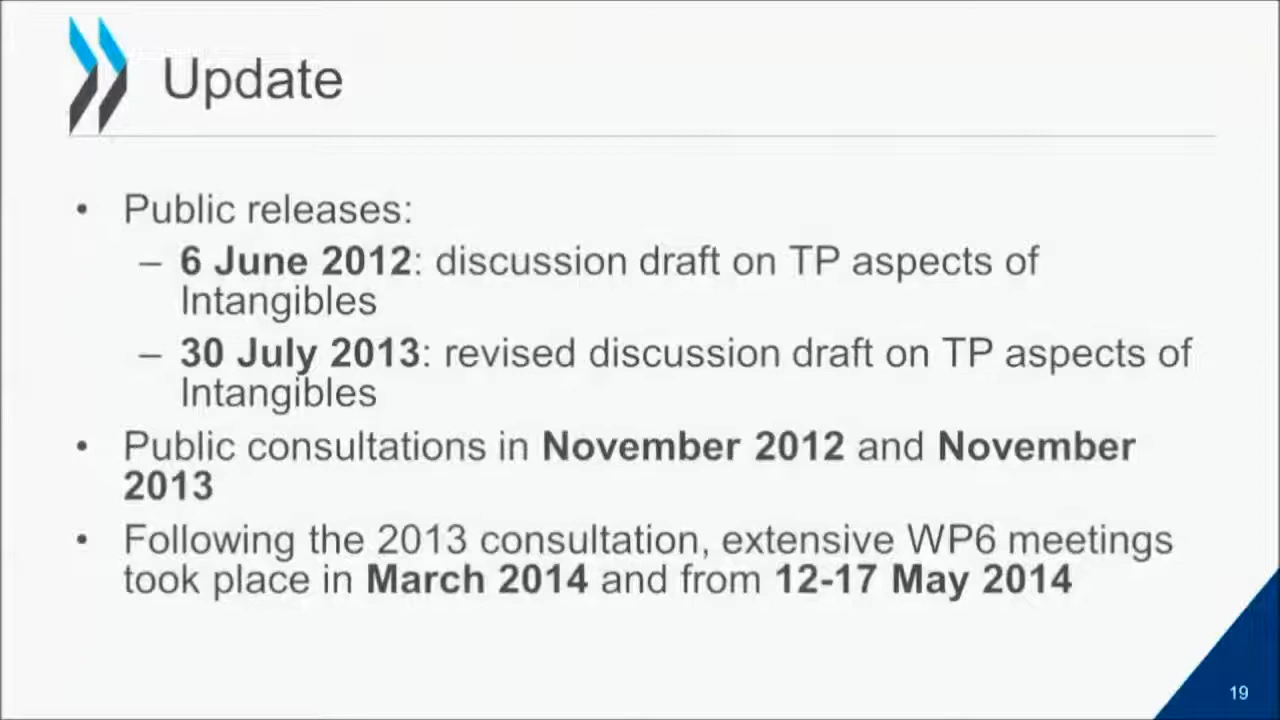 Update
• Public releases:
– 6 June 2012: discussion draft on TP aspects of
Intangibles
– 30 July 2013: revised discussion draft on TP aspects of
Intangibles
• Public consultations in November 2012 and November
2013
• Following the 2013 consultation, extensive WP6 meetings
took place in March 2014 and from 12-17 May 2014
19